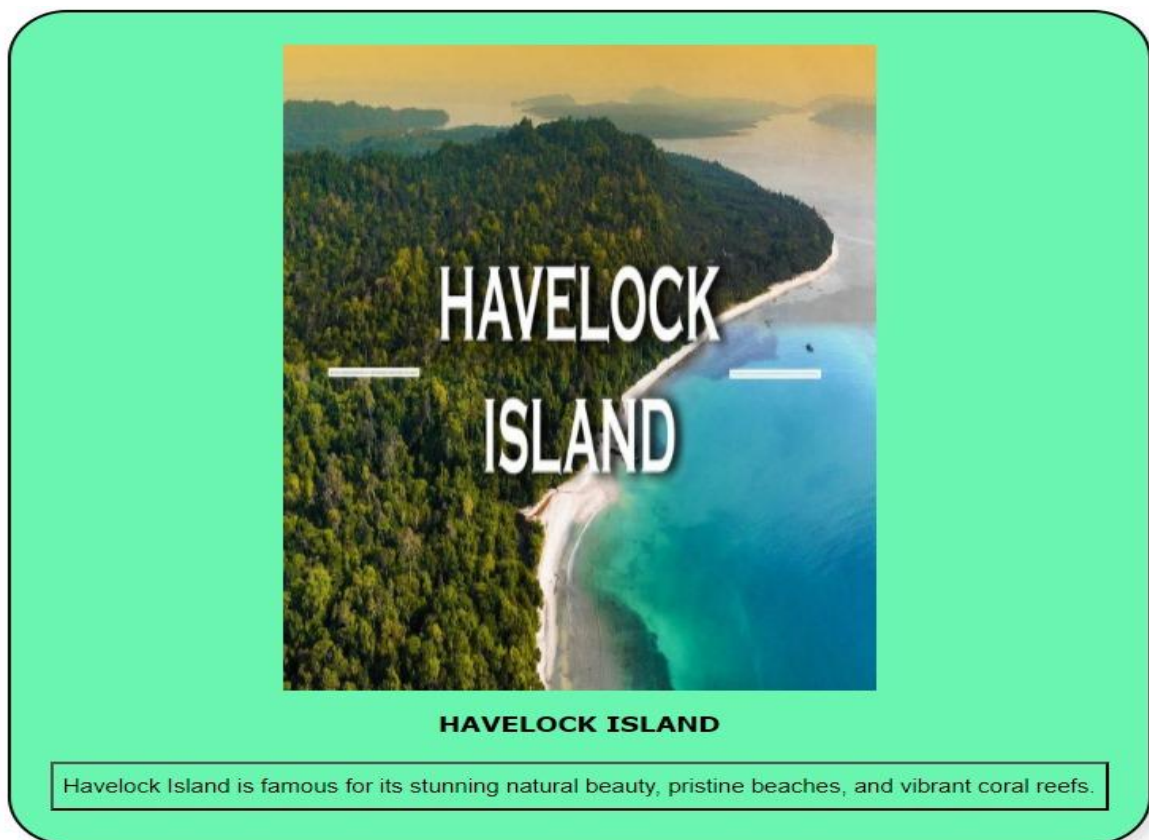 HAVELOCK
ISLAND
HAVELOCK ISLAND
Havelock Island is famous for its stunning natural beauty, pristine beaches, and vibrant coral reefs.